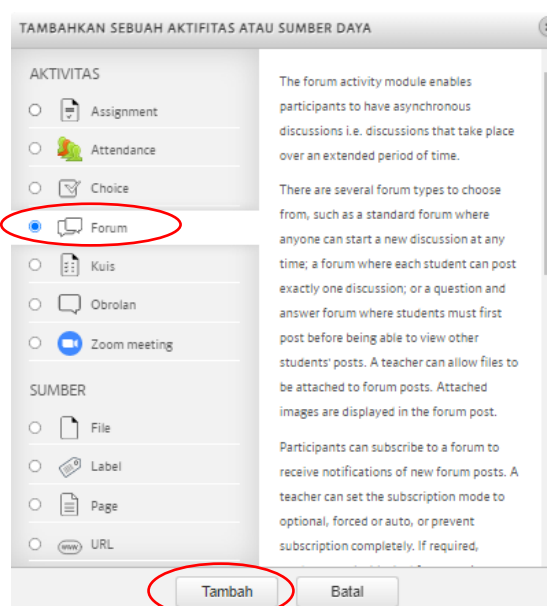 TAMBAHKAN SEBUAH AKTIFITAS ATAU SUMBER DAYA
AKTIVITAS
Assignment
Attendance
Choice
Forum
Kuis
Obrolan
Zoom meeting
SUMBER
File
Label
Page
www URL
The forum activity module enables
participants to have asynchronous
discussions i.e. discussions that take place
over an extended period of time.
There are several forum types to choose
from, such as a standard forum where
anyone can start a new discussion at any
time; a forum where each student can post
exactly one discussion; or a question and
answer forum where students must first
post before being able to view other
students' posts. A teacher can allow files to
be attached to forum posts. Attached
images are displayed in the forum post.
Participants can subscribe to a forum to
receive notifications of new forum posts. A
teacher can set the subscription mode to
optional, forced or auto, or prevent
subscription completely. If required,
Tambah
Batal